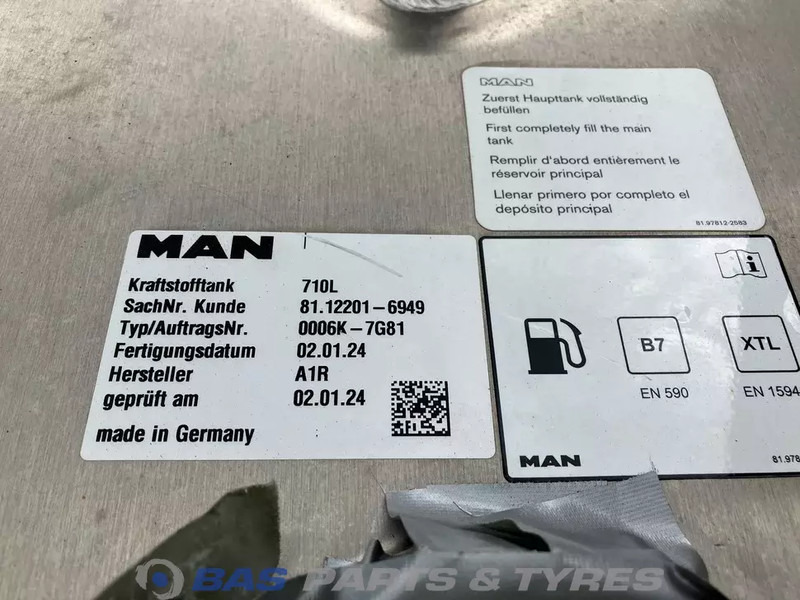 MAN
Zuerst Haupttank vollständig
befüllen
First completely fill the main
tank
Remplir d'abord entièrement le
réservoir principal
Llenar primero por completo el
depósito principal
81.97812-2583
MAN
Kraftstofftank 710L
SachNr. Kunde 81.12201-6949
Typ/AuftragsNr. 0006K-7G81
Fertigungsdatum 02.01.24
Hersteller A1R
geprüft am 02.01.24
made in Germany
i
B7 XTL
EN 590 EN 1594
MAN 81.978
BAS PARTS & TYRES